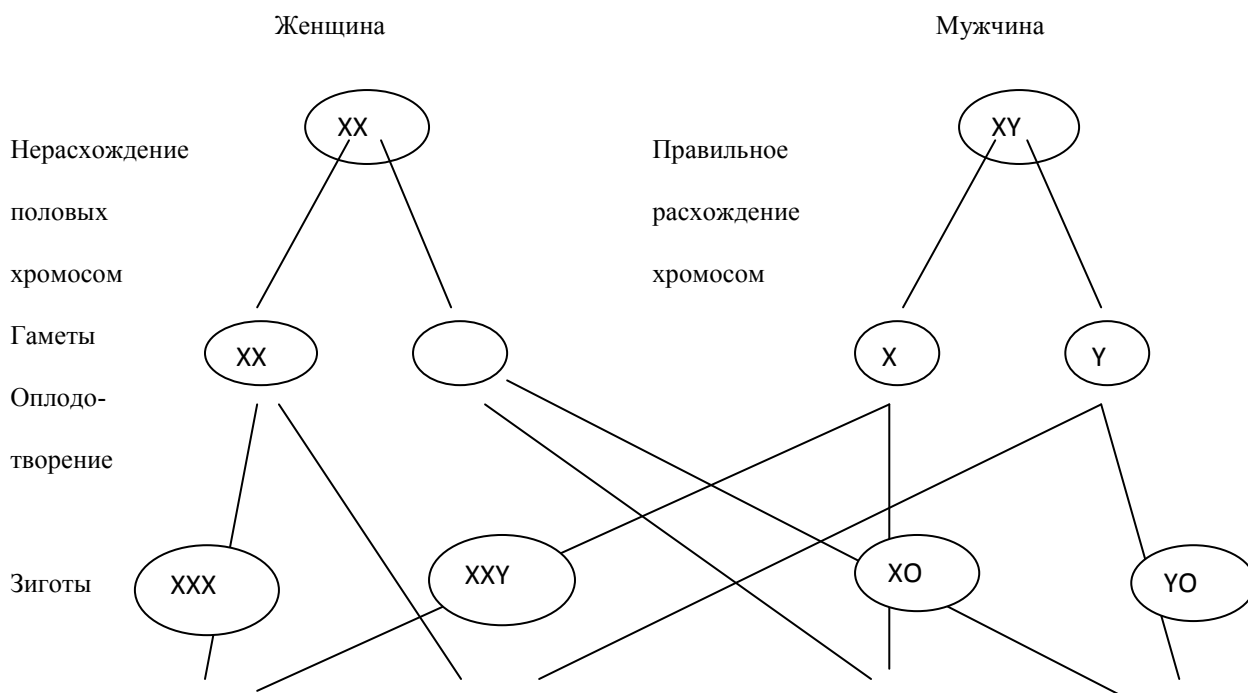 Женщина
Мужчина
XX
XY
Нерасхождение
половых
хромосом
Правильное
расхождение
хромосом
Гаметы
XX
X
Y
Оплодо-
творение
Зиготы
XXX
XXY
XO
YO